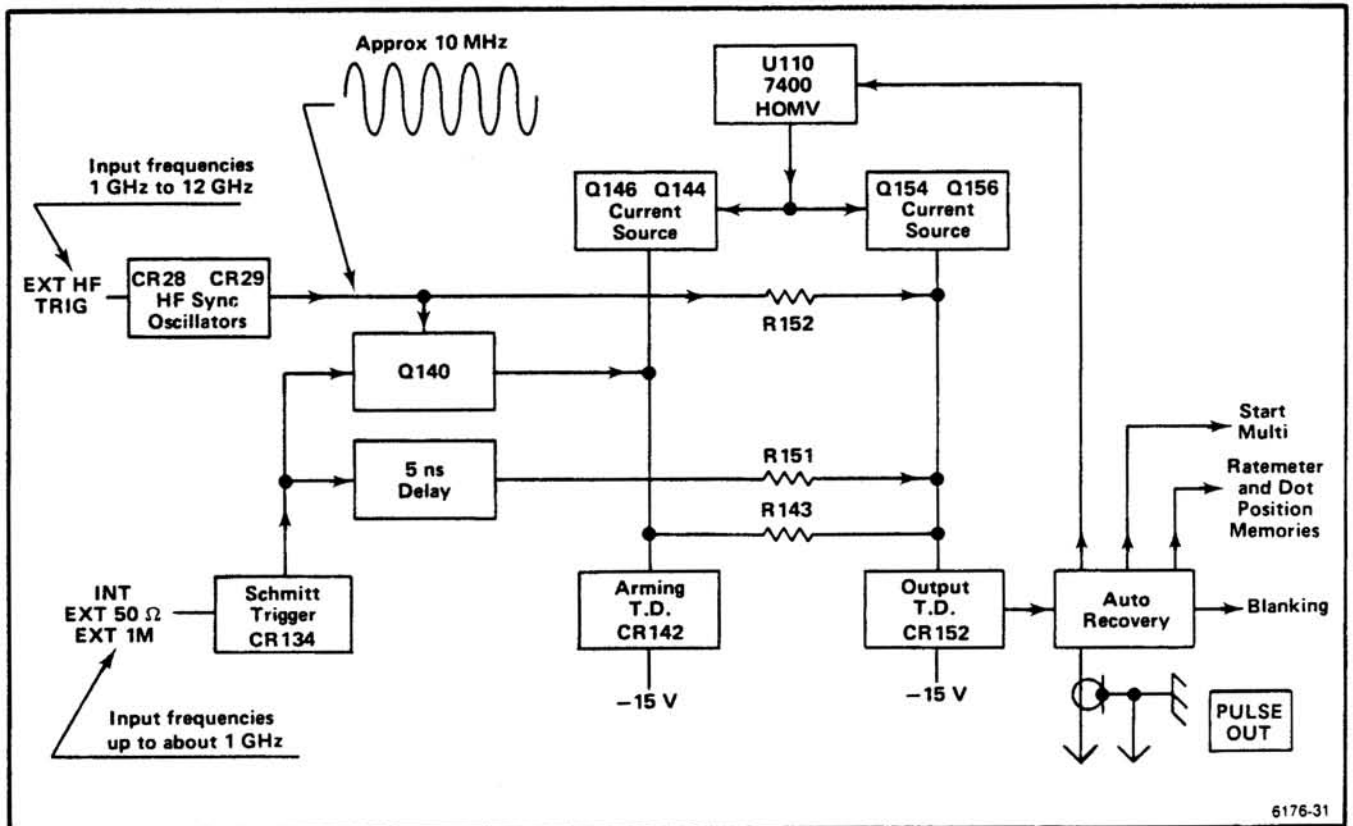 Approx 10 MHz
U110
7400
HOMV
Input frequencies
1 GHz to 12 GHz
Q146 Q144
Current
Source
Q154 Q156
Current
Source
EXT HF
TRIG
CR28 CR29
HF Sync
Oscillators
R152
Q140
Start
Multi
5 ns
Delay
R151
Ratemeter
and Dot
Position
Memories
R143
INT
EXT 50 Ω
EXT 1M
Schmitt
Trigger
CR134
Arming
T.D.
CR142
Output
T.D.
CR152
Auto
Recovery
Blanking
−15 V
−15 V
Input frequencies
up to about 1 GHz
PULSE
OUT
6176-31